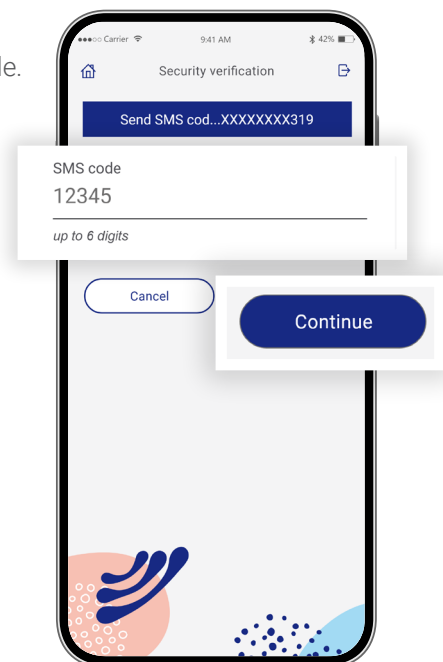 Carrier 9:41 AM 42%
de.
Security verification
Send SMS cod...XXXXXXXX319
SMS code
12345
up to 6 digits
Cancel
Continue